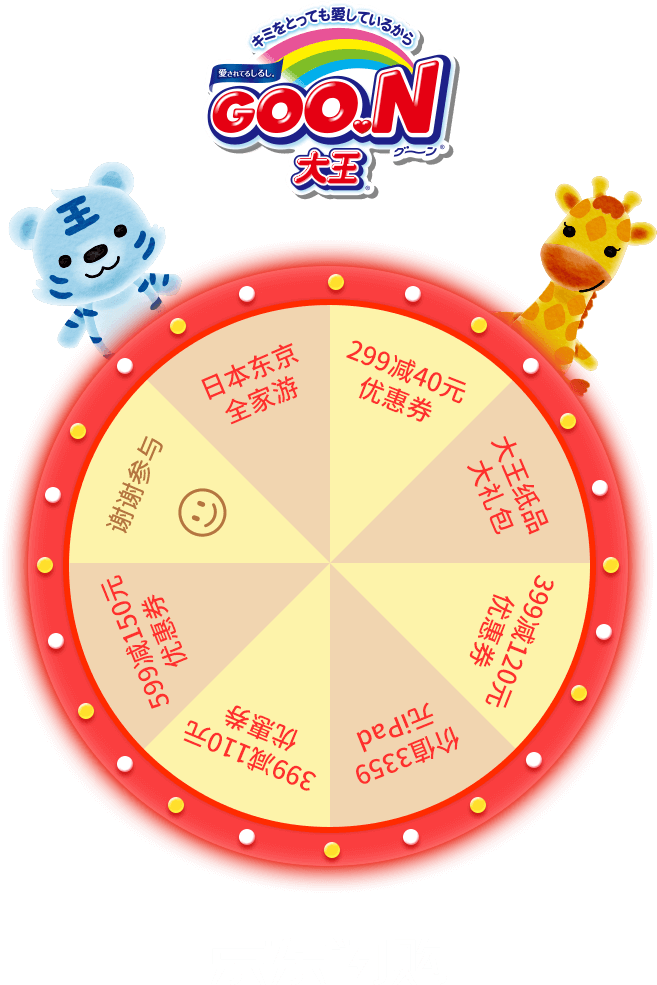 キミをとっても愛しているから
愛されてるしるし。
GOO.N
グ〜ン®
大王®
王
299减40元
优惠券
大王纸品
大礼包
399减120元
优惠券
价值3359
元iPad
399减110元
优惠券
599减150元
优惠券
谢谢参与
日本东京
全家游